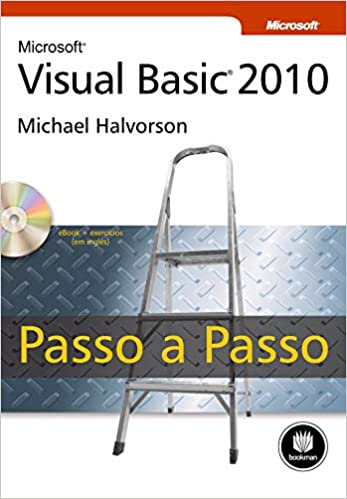 Microsoft
Microsoft®
Visual Basic® 2010
Michael Halvorson
eBook + exercícios
(em inglês)
Passo a Passo
bookman